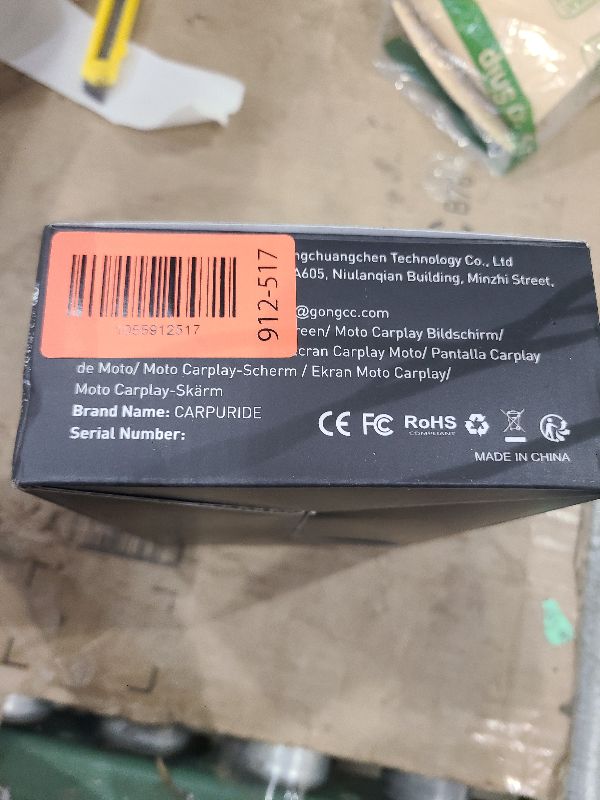 ngchuangchen Technology Co., Ltd
A605, Niulanqian Building, Minzhi Street,
@gongcc.com
reen/ Moto Carplay Bildschirm/
cran Carplay Moto/ Pantalla Carplay
de Moto/ Moto Carplay-Scherm / Ekran Moto Carplay/
Moto Carplay-Skärm
Brand Name: CARPURIDE
Serial Number:
1055912517
912-517
CE FC RoHS
COMPLIANT
MADE IN CHINA